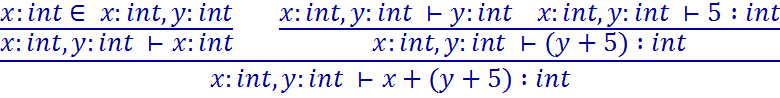 x: int ∈ x: int, y: int x: int, y: int ⊢ y: int x: int, y: int ⊢ 5 : int
x: int, y: int ⊢ x: int x: int, y: int ⊢ (y + 5) : int
x: int, y: int ⊢ x + (y + 5) : int